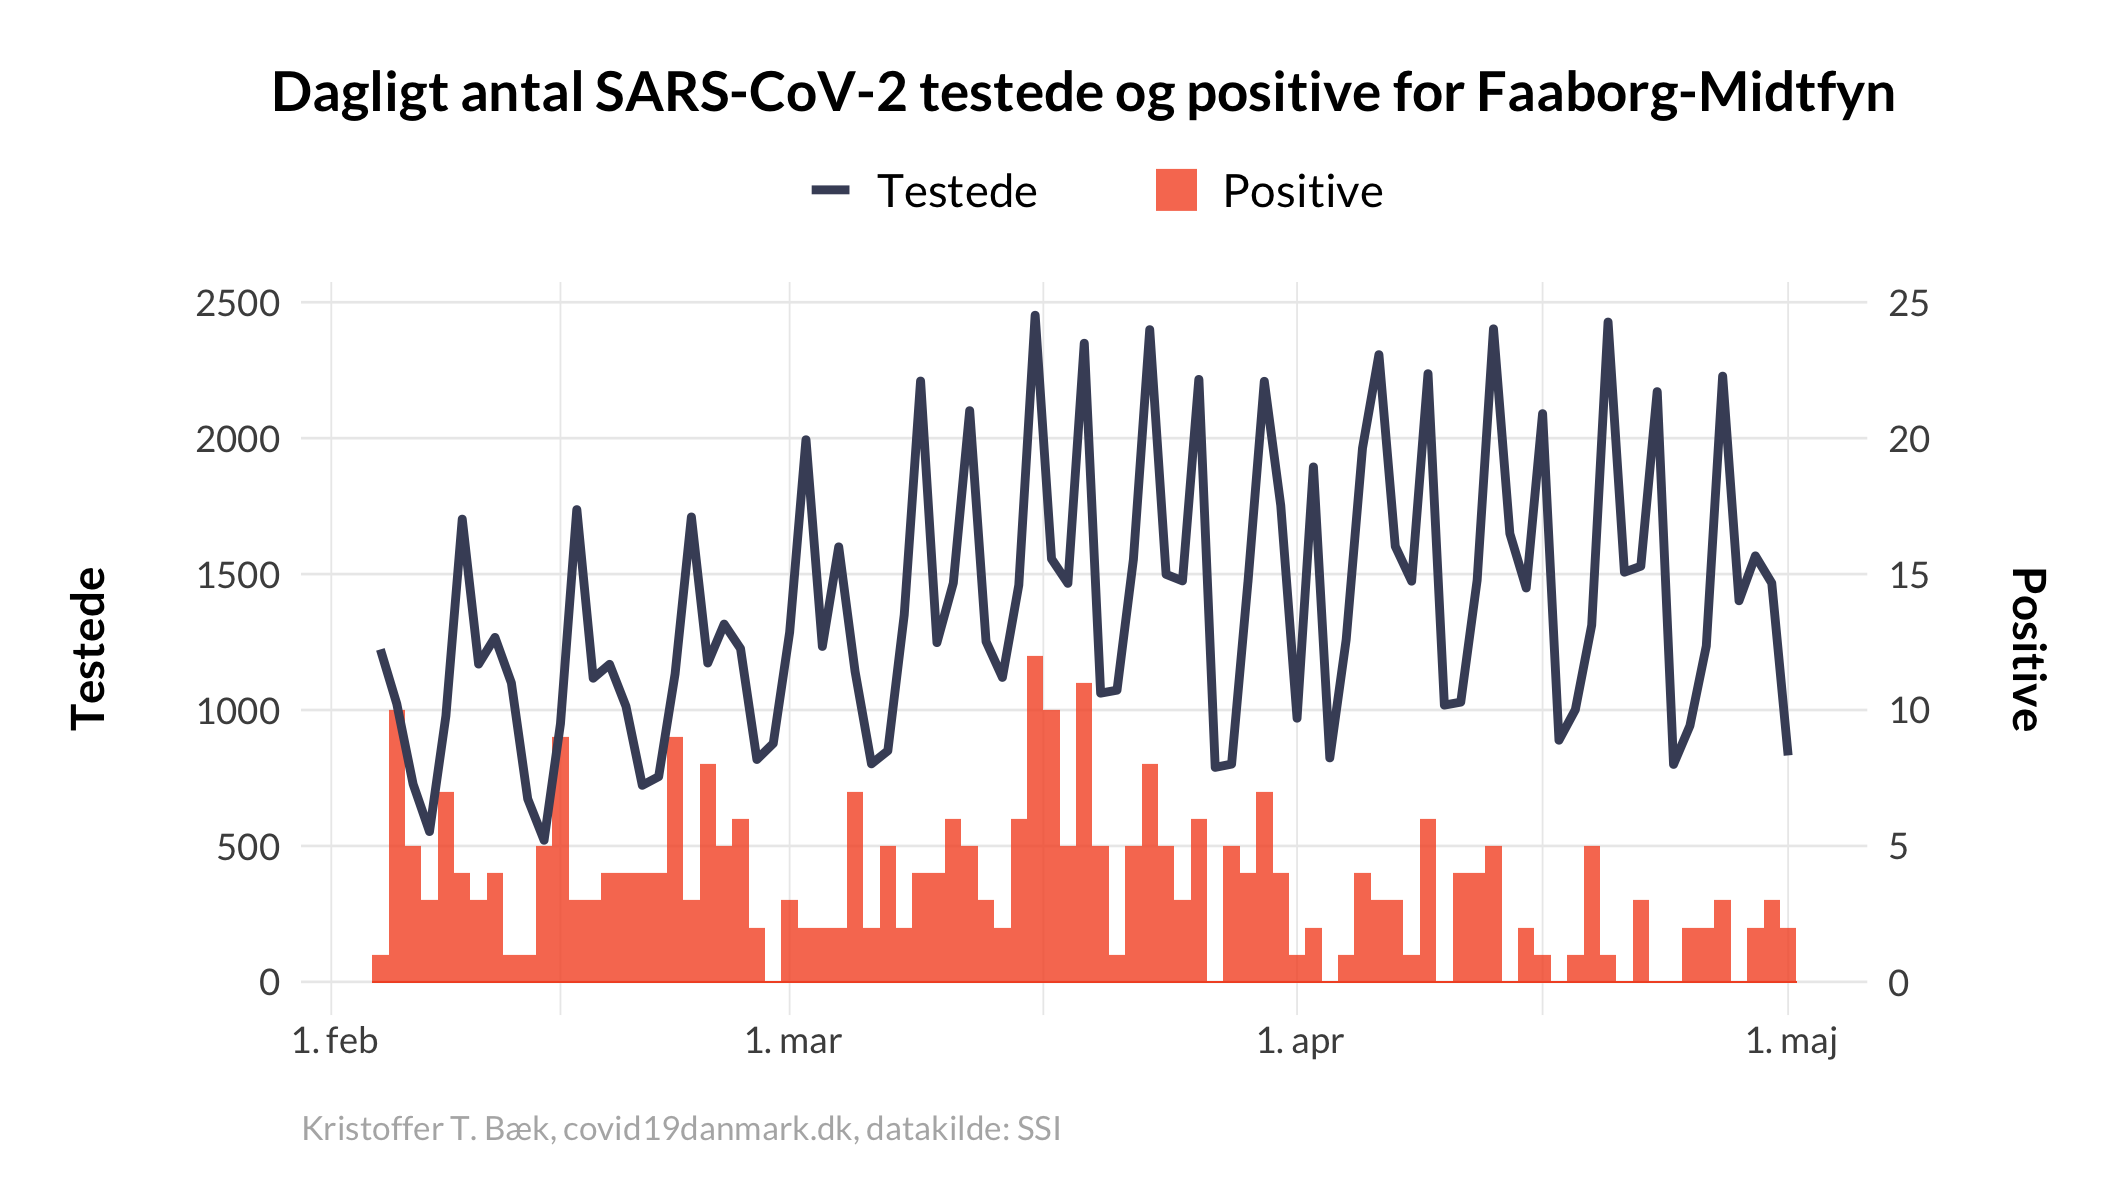 Dagligt antal SARS-CoV-2 testede og positive for Faaborg-Midtfyn
Testede
Positive
2500
2000
1500
1000
500
0
25
20
15
10
5
0
Testede
Positive
1. feb
1. mar
1. apr
1. maj
Kristoffer T. Bæk, covid19danmark.dk, datakilde: SSI